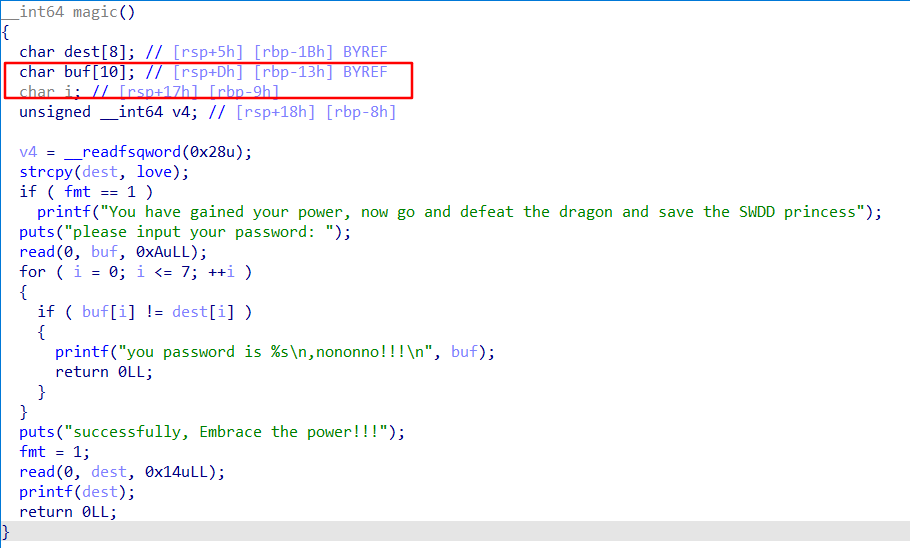 __int64 magic()
{
  char dest[8]; // [rsp+5h] [rbp-1Bh] BYREF
  char buf[10]; // [rsp+Dh] [rbp-13h] BYREF
  char i; // [rsp+17h] [rbp-9h]
  unsigned __int64 v4; // [rsp+18h] [rbp-8h]

  v4 = __readfsqword(0x28u);
  strcpy(dest, love);
  if ( fmt == 1 )
    printf("You have gained your power, now go and defeat the dragon and save the SWDD princess");
  puts("please input your password: ");
  read(0, buf, 0xAuLL);
  for ( i = 0; i <= 7; ++i )
  {
    if ( buf[i] != dest[i] )
    {
      printf("you password is %s\n,nononno!!!\n", buf);
      return 0LL;
    }
  }
  puts("successfully, Embrace the power!!!");
  fmt = 1;
  read(0, dest, 0x14uLL);
  printf(dest);
  return 0LL;
}